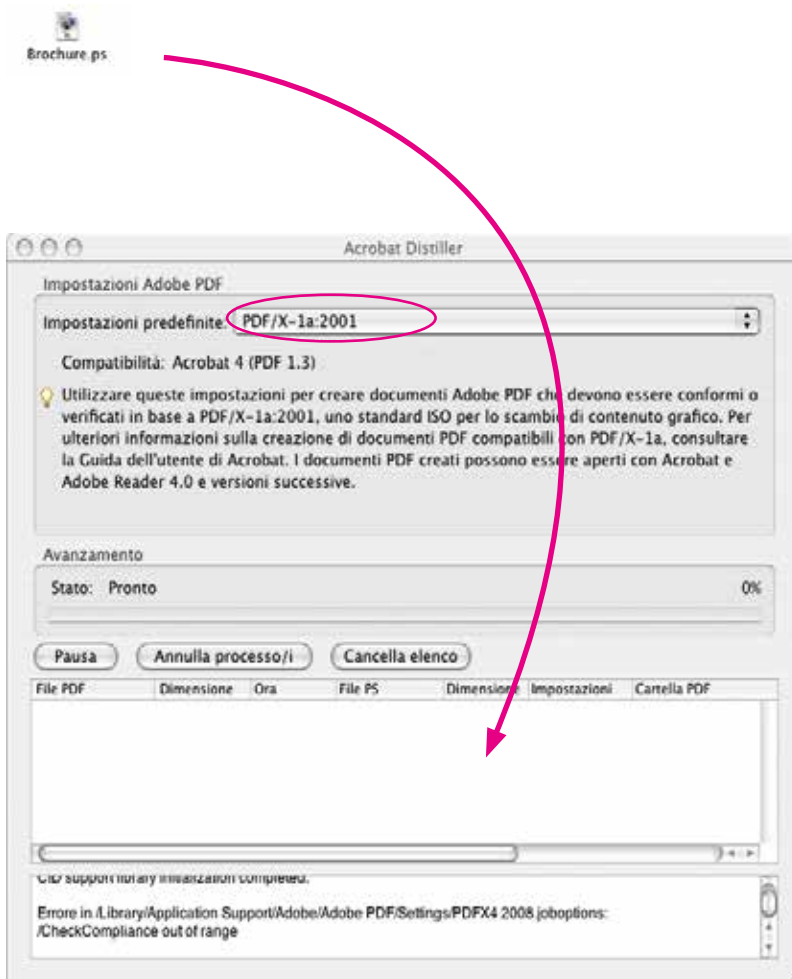 Brochure.ps
Acrobat Distiller
Impostazioni Adobe PDF
Impostazioni predefinite: PDF/X-1a:2001
Compatibilità: Acrobat 4 (PDF 1.3)
Utilizzare queste impostazioni per creare documenti Adobe PDF che devono essere conformi o
verificati in base a PDF/X-1a:2001, uno standard ISO per lo scambio di contenuto grafico. Per
ulteriori informazioni sulla creazione di documenti PDF compatibili con PDF/X-1a, consultare
la Guida dell'utente di Acrobat. I documenti PDF creati possono essere aperti con Acrobat e
Adobe Reader 4.0 e versioni successive.
Avanzamento
Stato: Pronto 0%
Pausa Annulla processo/i Cancella elenco
File PDF Dimensione Ora File PS Dimensione Impostazioni Cartella PDF
CID support library initialization completed.
Errore in /Library/Application Support/Adobe/Adobe PDF/Settings/PDFX4 2008 joboptions:
/CheckCompliance out of range